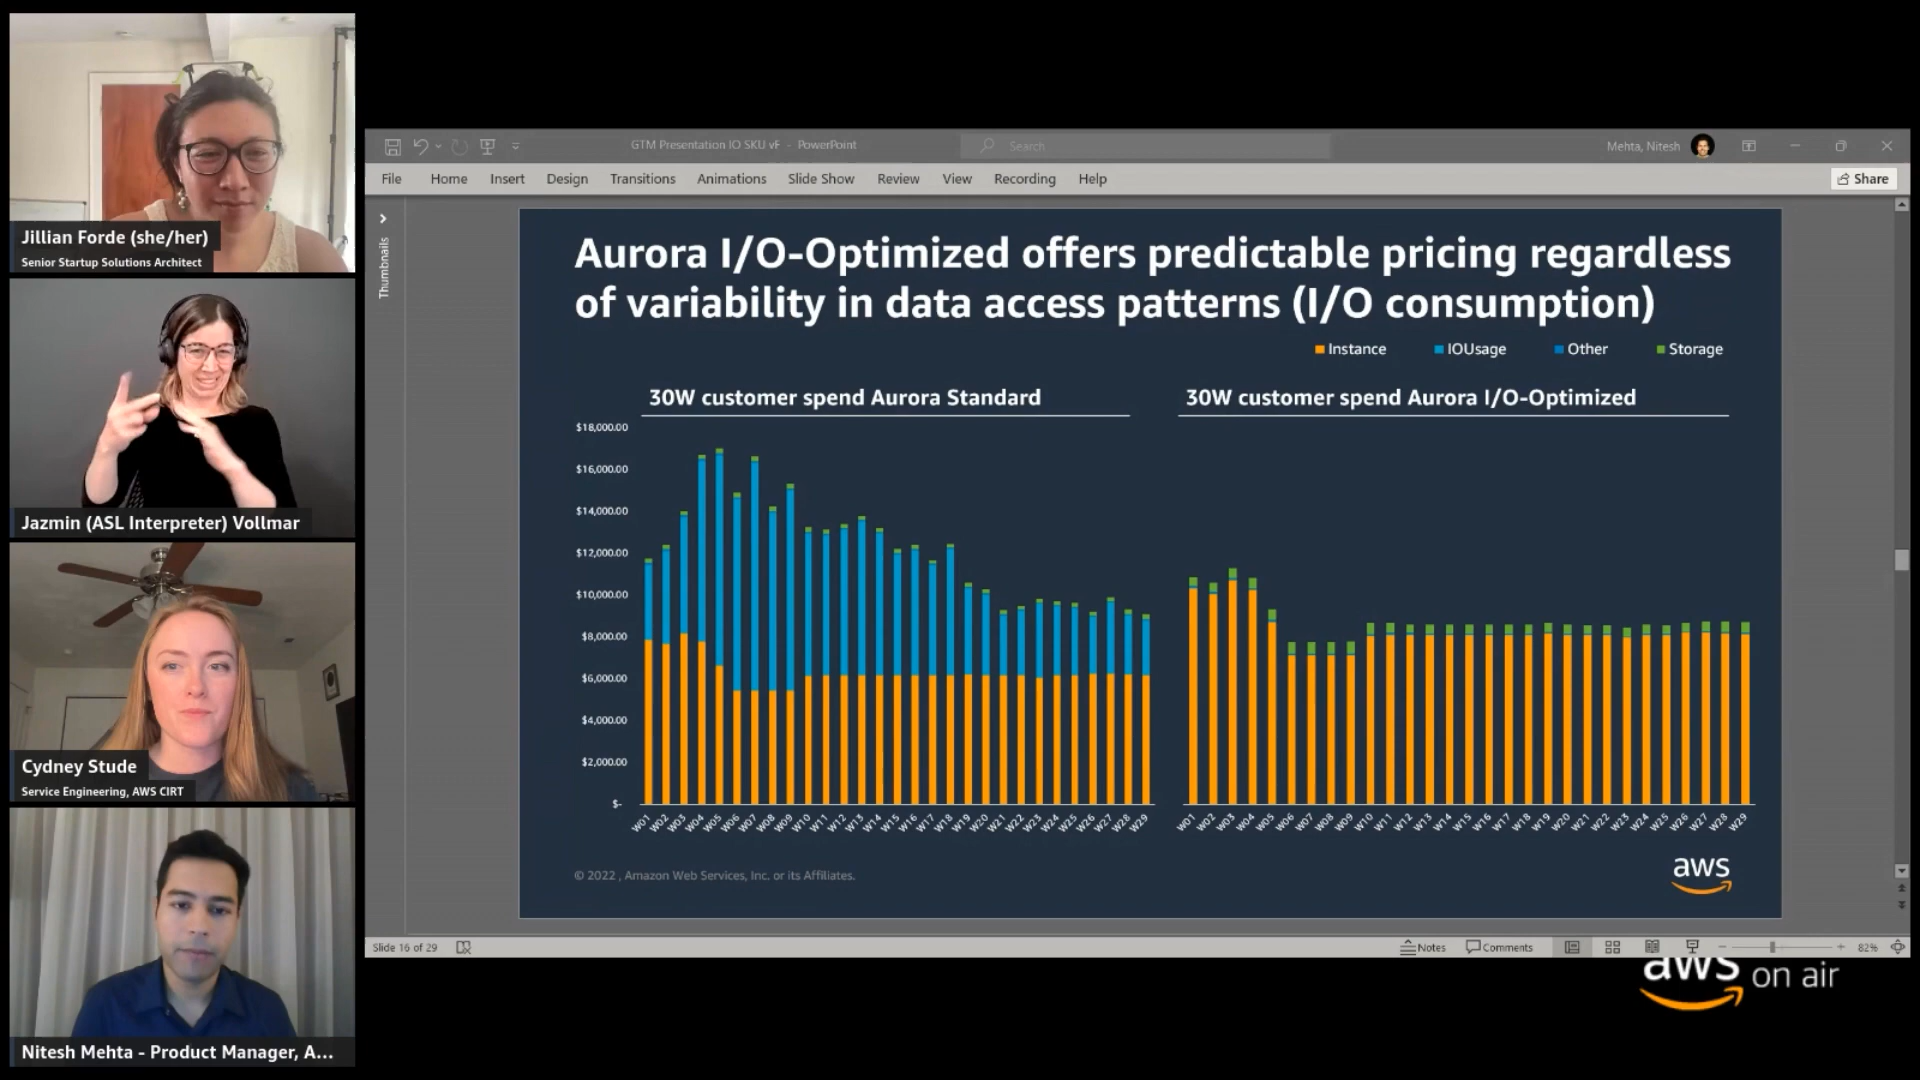 Jillian Forde (she/her)
Senior Startup Solutions Architect
Jazmin (ASL Interpreter) Vollmar
Cydney Stude
Service Engineering, AWS CIRT
Nitesh Mehta - Product Manager, A...
GTM Presentation IO SKU vF - PowerPoint
Search
Mehta, Nitesh
File Home Insert Design Transitions Animations Slide Show Review View Recording Help
Share
Thumbnails
Aurora I/O-Optimized offers predictable pricing regardless
of variability in data access patterns (I/O consumption)
Instance IOUsage Other Storage
30W customer spend Aurora Standard
$18,000.00
$16,000.00
$14,000.00
$12,000.00
$10,000.00
$8,000.00
$6,000.00
$4,000.00
$2,000.00
$-
W01 W02 W03 W04 W05 W06 W07 W08 W09 W10 W11 W12 W13 W14 W15 W16 W17 W18 W19 W20 W21 W22 W23 W24 W25 W26 W27 W28 W29
30W customer spend Aurora I/O-Optimized
W01 W02 W03 W04 W05 W06 W07 W08 W09 W10 W11 W12 W13 W14 W15 W16 W17 W18 W19 W20 W21 W22 W23 W24 W25 W26 W27 W28 W29
© 2022 , Amazon Web Services, Inc. or its Affiliates.
aws
Slide 16 of 29
Notes Comments
82%
aws on air